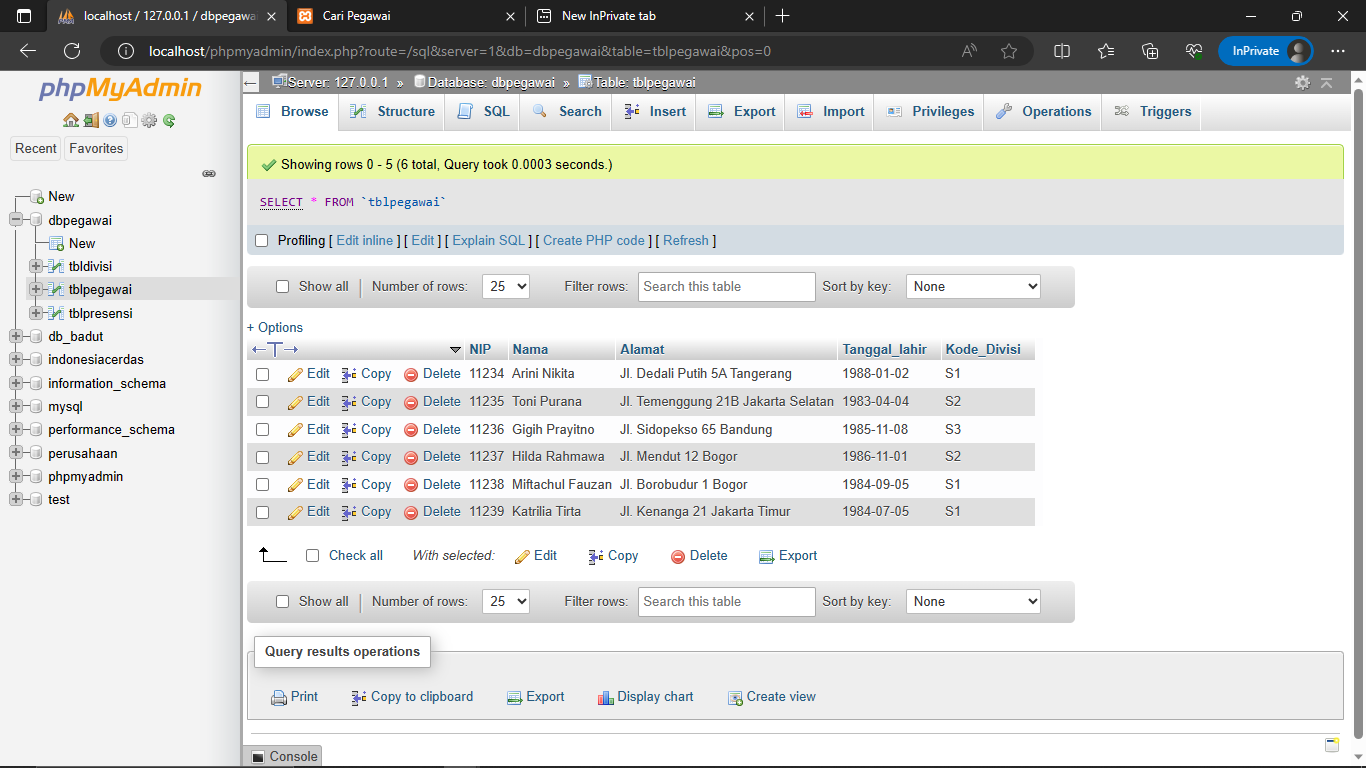 localhost / 127.0.0.1 / dbpegawai
Cari Pegawai
New InPrivate tab
localhost/phpmyadmin/index.php?route=/sql&server=1&db=dbpegawai&table=tblpegawai&pos=0
InPrivate
phpMyAdmin
Recent Favorites
New
dbpegawai
New
tbldivisi
tblpegawai
tblpresensi
db_badut
indonesiacerdas
information_schema
mysql
performance_schema
perusahaan
phpmyadmin
test
Server: 127.0.0.1 » Database: dbpegawai » Table: tblpegawai
Browse Structure SQL Search Insert Export Import Privileges Operations Triggers
Showing rows 0 - 5 (6 total, Query took 0.0003 seconds.)
SELECT * FROM `tblpegawai`
Profiling [ Edit inline ] [ Edit ] [ Explain SQL ] [ Create PHP code ] [ Refresh ]
Show all Number of rows: 25 Filter rows: Search this table Sort by key: None
+ Options
←T→ NIP Nama Alamat Tanggal_lahir Kode_Divisi
Edit Copy Delete 11234 Arini Nikita Jl. Dedali Putih 5A Tangerang 1988-01-02 S1
Edit Copy Delete 11235 Toni Purana Jl. Temenggung 21B Jakarta Selatan 1983-04-04 S2
Edit Copy Delete 11236 Gigih Prayitno Jl. Sidopekso 65 Bandung 1985-11-08 S3
Edit Copy Delete 11237 Hilda Rahmawa Jl. Mendut 12 Bogor 1986-11-01 S2
Edit Copy Delete 11238 Miftachul Fauzan Jl. Borobudur 1 Bogor 1984-09-05 S1
Edit Copy Delete 11239 Katrilia Tirta Jl. Kenanga 21 Jakarta Timur 1984-07-05 S1
Check all With selected: Edit Copy Delete Export
Show all Number of rows: 25 Filter rows: Search this table Sort by key: None
Query results operations
Print Copy to clipboard Export Display chart Create view
Console